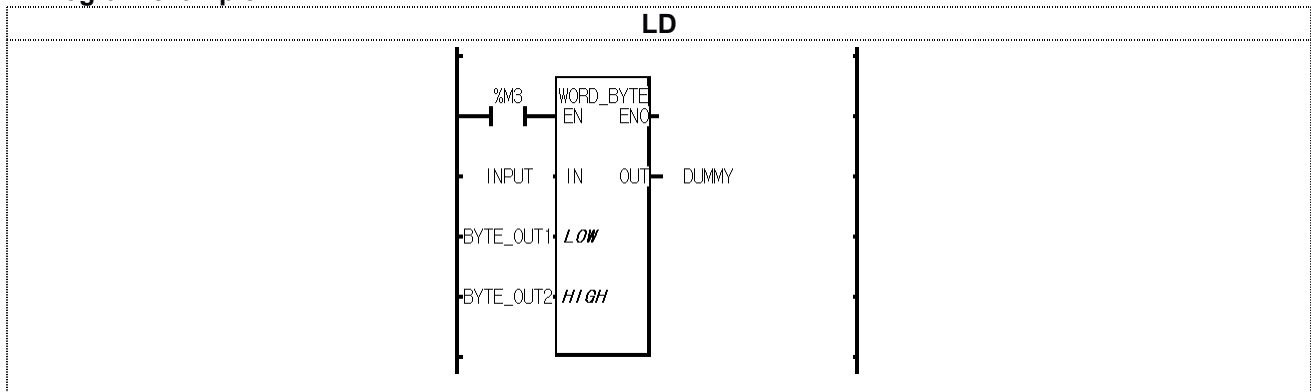 LD
%M3 WORD_BYTE
EN ENO
INPUT IN OUT DUMMY
BYTE_OUT1 LOW
BYTE_OUT2 HIGH